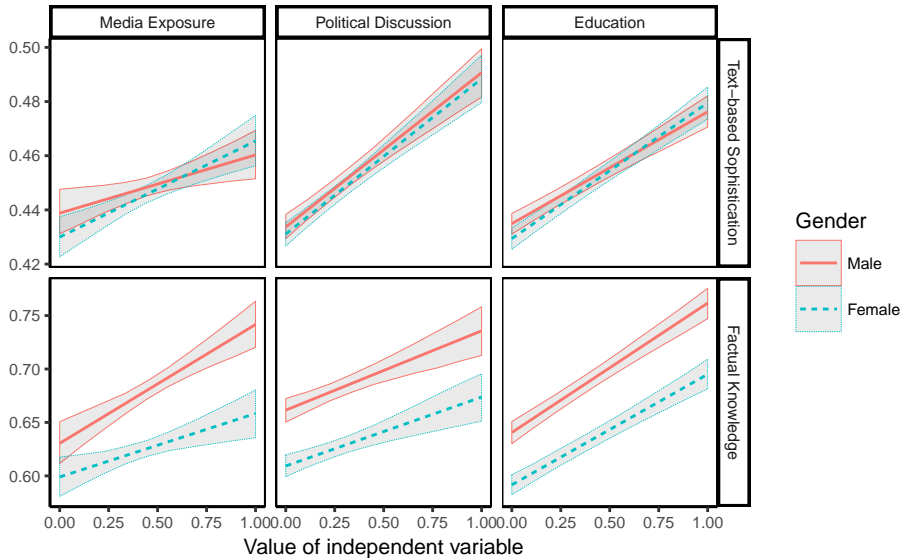 Media Exposure
Political Discussion
Education
0.50
0.48
0.46
0.44
0.42
Text−based Sophistication
0.75
0.70
0.65
0.60
Factual Knowledge
0.00 0.25 0.50 0.75 1.00
0.00 0.25 0.50 0.75 1.00
0.00 0.25 0.50 0.75 1.00
Value of independent variable
Gender
Male
Female